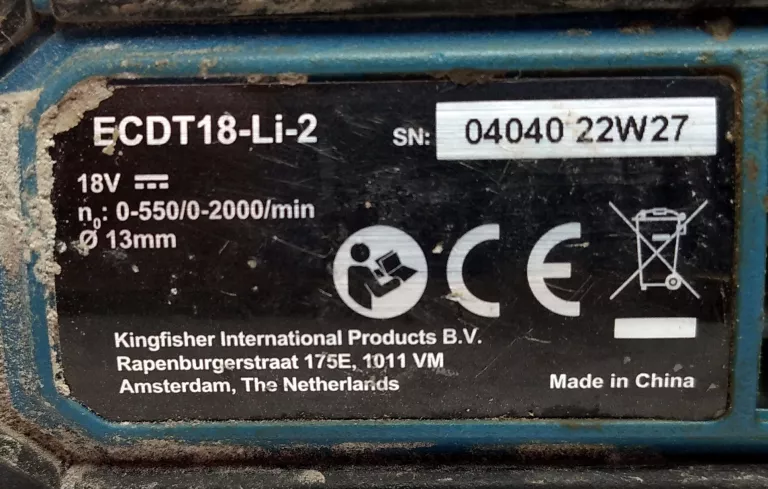 ECDT18-Li-2
SN: 04040 22W27
18V ⎓
n₀: 0-550/0-2000/min
Ø 13mm
CE
Kingfisher International Products B.V.
Rapenburgerstraat 175E, 1011 VM
Amsterdam, The Netherlands
Made in China